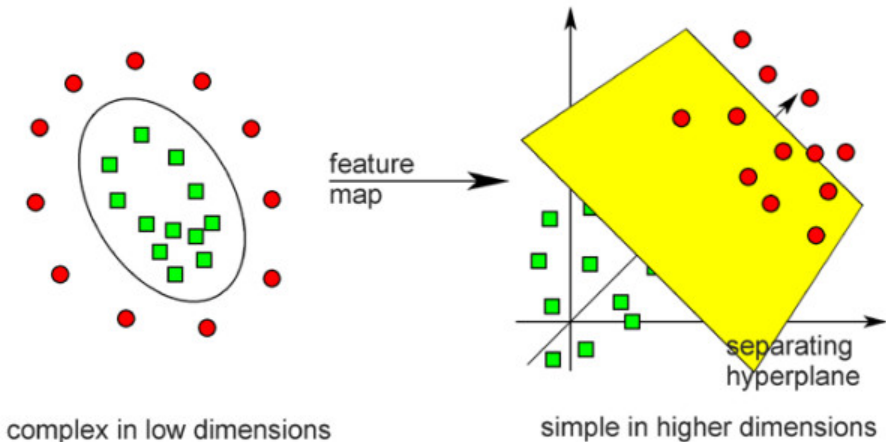 feature
map
separating
hyperplane
complex in low dimensions
simple in higher dimensions